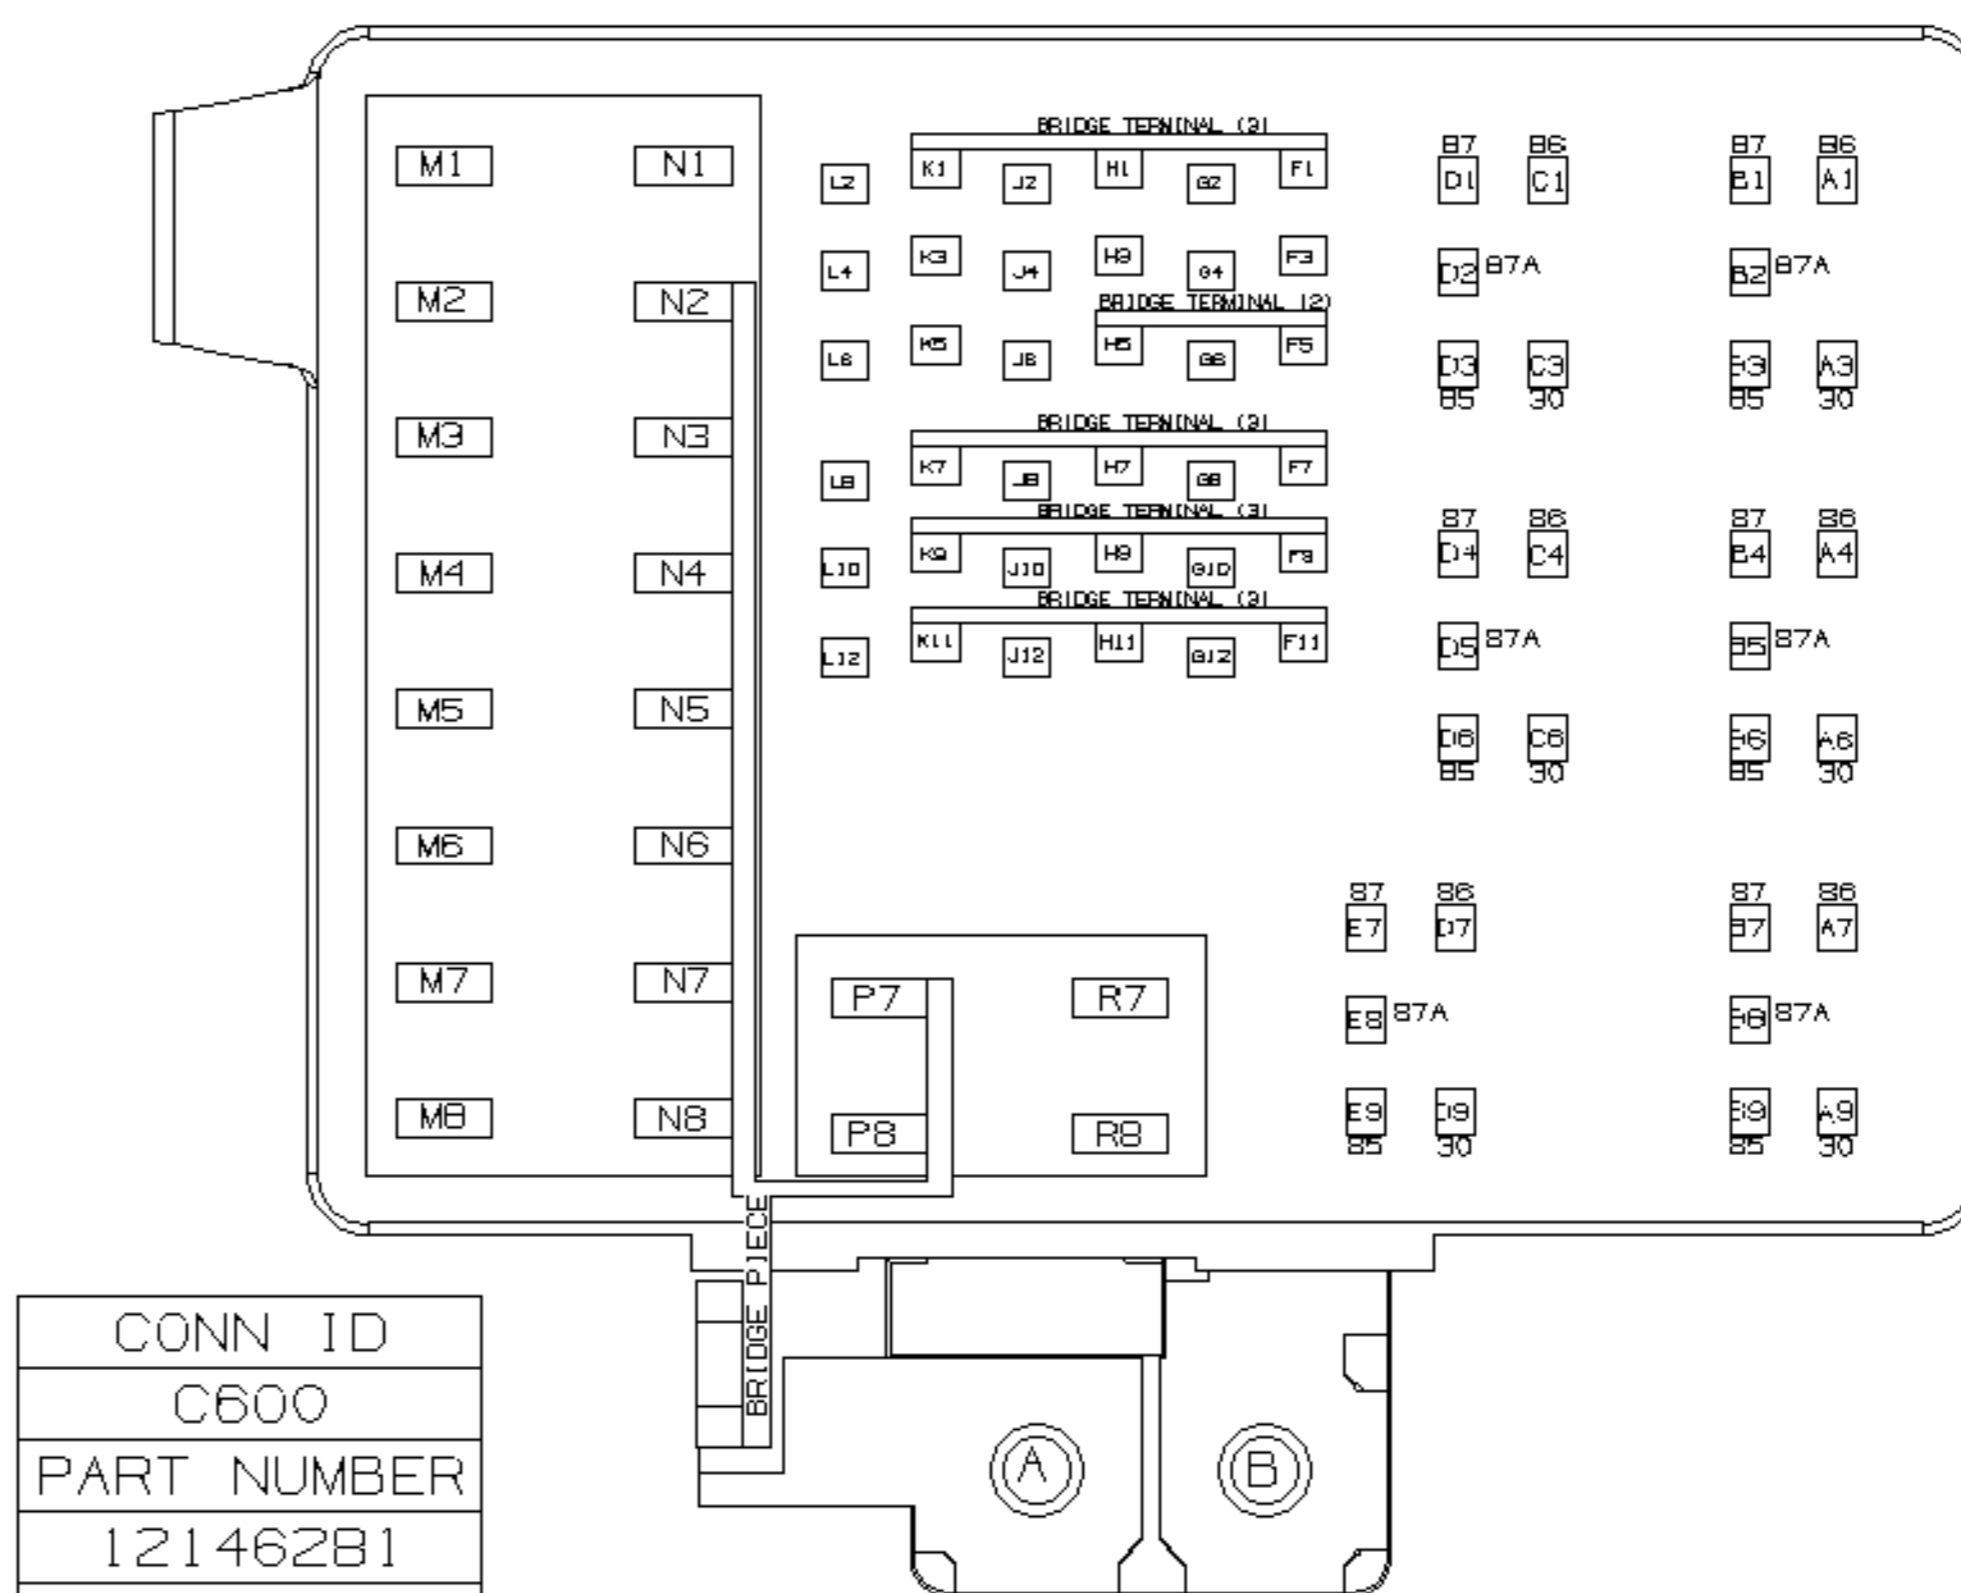 BRIDGE TERMINAL (3)
87 86 87 86
M1 N1 L2 K1 J2 H1 G2 F1 D1 C1 B1 A1
L4 K3 J4 H3 G4 F3 D2 87A B2 87A
M2 N2 BRIDGE TERMINAL (2)
L6 K5 J6 H5 G6 F5 D3 C3 B3 A3
85 30 85 30
M3 N3 BRIDGE TERMINAL (3)
L8 K7 J8 H7 G8 F7
BRIDGE TERMINAL (3) 87 86 87 86
M4 N4 L10 K9 J10 H9 G10 F9 D4 C4 B4 A4
BRIDGE TERMINAL (3)
L12 K11 J12 H11 G12 F11 D5 87A B5 87A
M5 N5 D6 C6 B6 A6
85 30 85 30
M6 N6
87 86 87 86
E7 D7 B7 A7
M7 N7 P7 R7 E8 87A B8 87A
M8 N8 P8 R8 E9 D9 B9 A9
85 30 85 30
BRIDGE PIECE
CONN ID
C600
PART NUMBER
12146281
A B